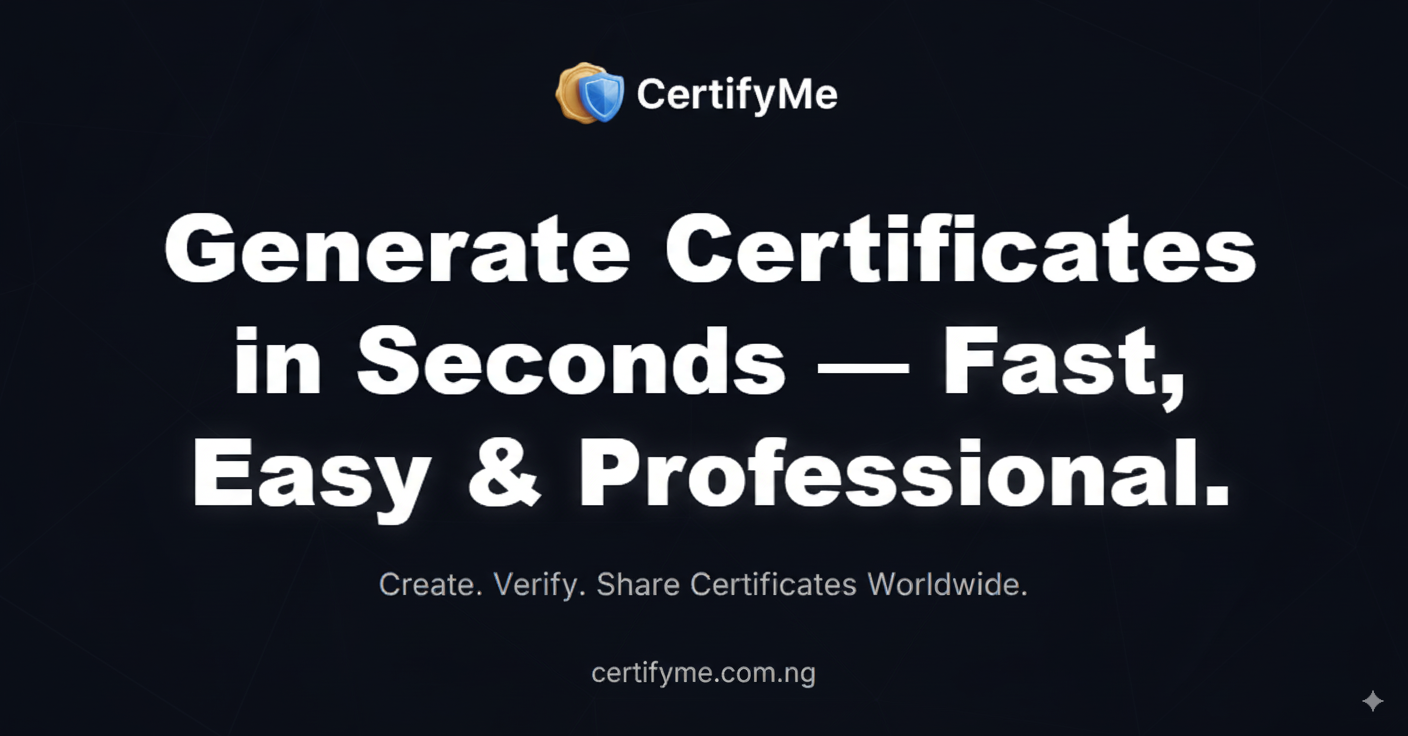 CertifyMe
Generate Certificates
in Seconds — Fast,
Easy & Professional.
Create. Verify. Share Certificates Worldwide.
certifyme.com.ng